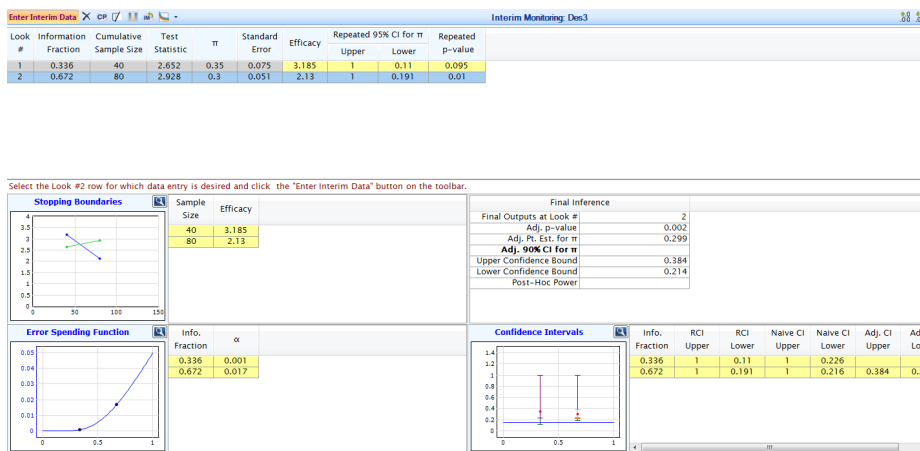 Enter Interim Data CP Interim Monitoring: Des3
Look Information Cumulative Test π Standard Efficacy Repeated 95% CI for π Repeated
# Fraction Sample Size Statistic Error Upper Lower p-value
1 0.336 40 2.652 0.35 0.075 3.185 1 0.11 0.095
2 0.672 80 2.928 0.3 0.051 2.13 1 0.191 0.01
Select the Look #2 row for which data entry is desired and click the "Enter Interim Data" button on the toolbar.
Stopping Boundaries
4
3.5
3
2.5
2
1.5
1
0.5
0
0 50 100 150
Sample Size Efficacy
40 3.185
80 2.13
Final Inference
Final Outputs at Look # 2
Adj. p-value 0.002
Adj. Pt. Est. for π 0.299
Adj. 90% CI for π
Upper Confidence Bound 0.384
Lower Confidence Bound 0.214
Post-Hoc Power
Error Spending Function
0.05
0.04
0.03
0.02
0.01
0
0 0.5 1
Info. Fraction α
0.336 0.001
0.672 0.017
Confidence Intervals
1.4
1.2
1
0.8
0.6
0.4
0.2
0
0 0.5 1
Info. RCI RCI Naive CI Naive CI Adj. CI
Fraction Upper Lower Upper Lower Upper
0.336 1 0.11 1 0.226
0.672 1 0.191 1 0.216 0.384